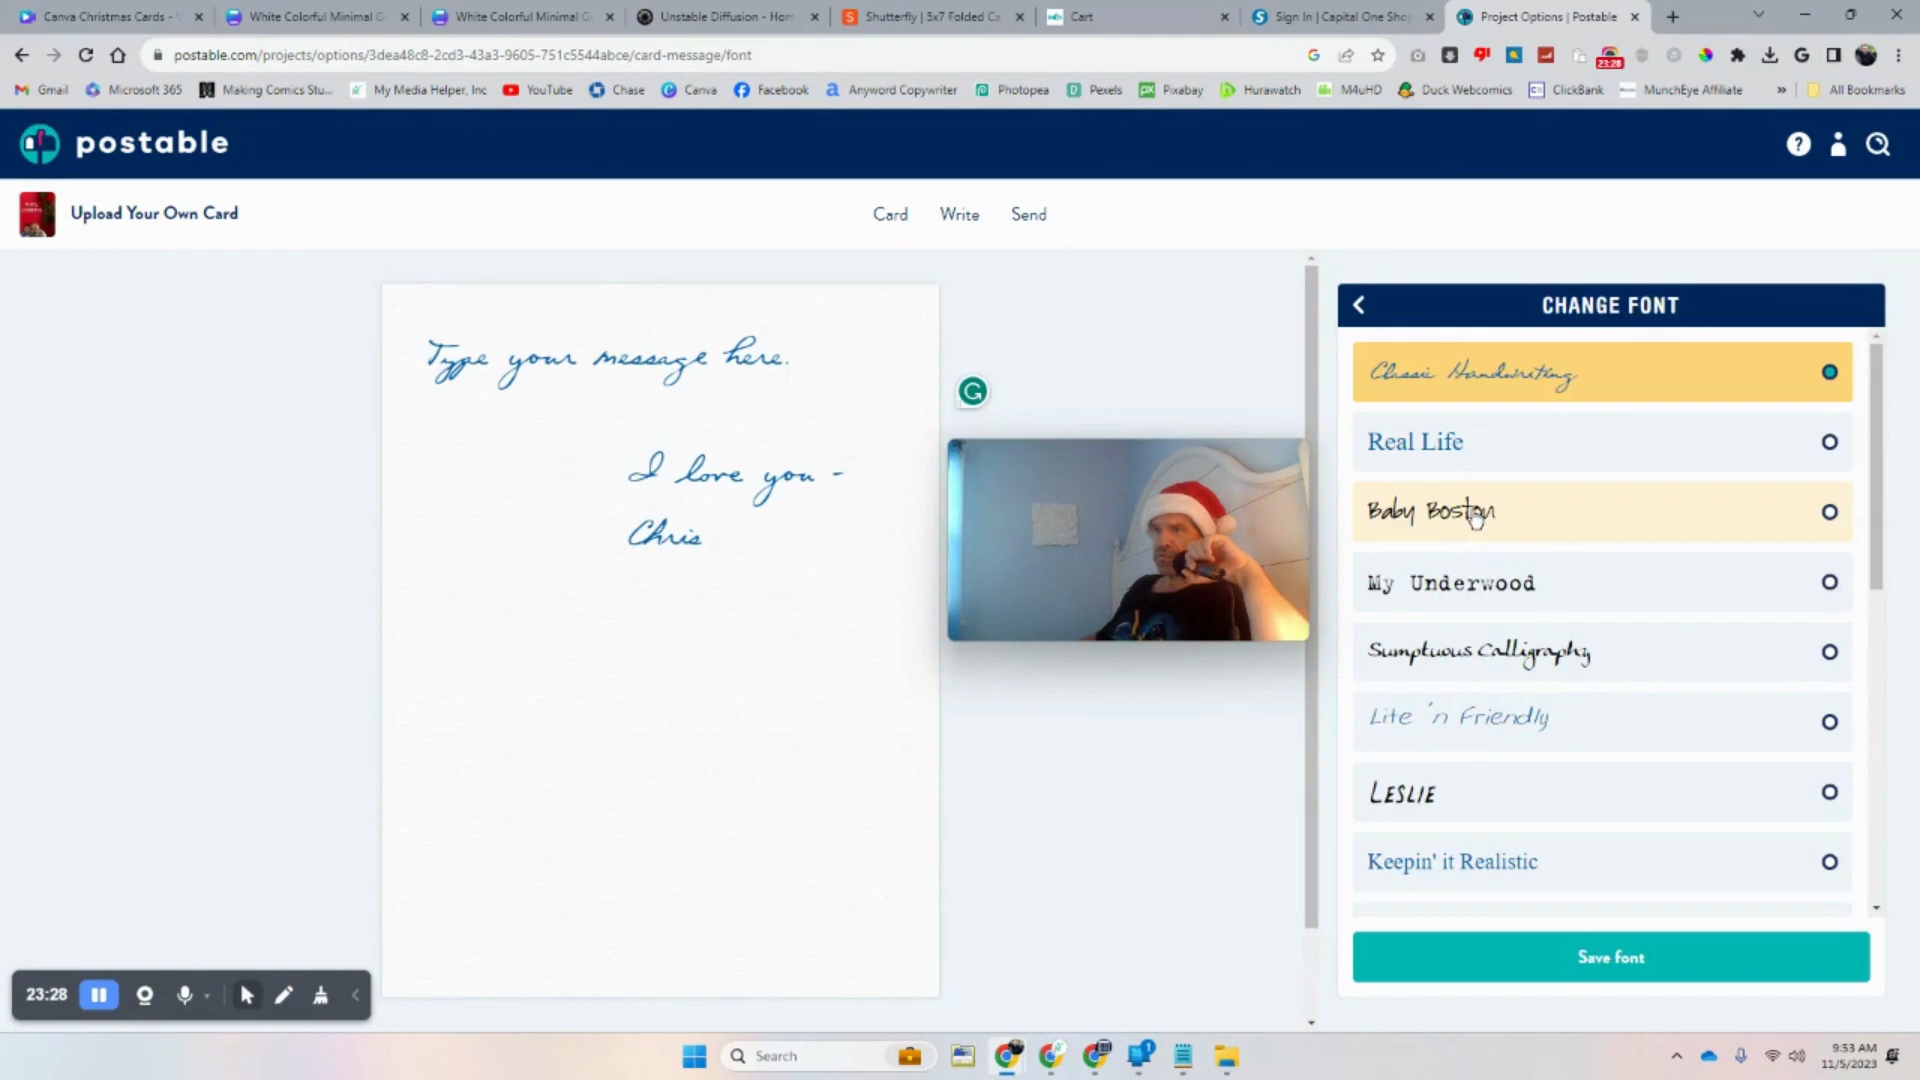 Canva Christmas Cards -
White Colorful Minimal G
White Colorful Minimal G
Unstable Diffusion - Hom
Shutterfly | 5x7 Folded Ca
Cart
Sign In | Capital One Shop
Project Options | Postable
postable.com/projects/options/3dea48c8-2cd3-43a3-9605-751c5544abce/card-message/font
23:28
Gmail
Microsoft 365
Making Comics Stu...
My Media Helper, Inc
YouTube
Chase
Canva
Facebook
Anyword Copywriter
Photopea
Pexels
Pixabay
Hurawatch
M4uHD
Duck Webcomics
ClickBank
MunchEye Affiliate
»
All Bookmarks
postable
Upload Your Own Card
Card
Write
Send
Type your message here.
I love you -
Chris
CHANGE FONT
Classic Handwriting
Real Life
Baby Boston
My Underwood
Sumptuous Calligraphy
Lite 'n Friendly
LESLIE
Keepin' it Realistic
Save font
23:28
Search
1
9:53 AM
11/5/2023